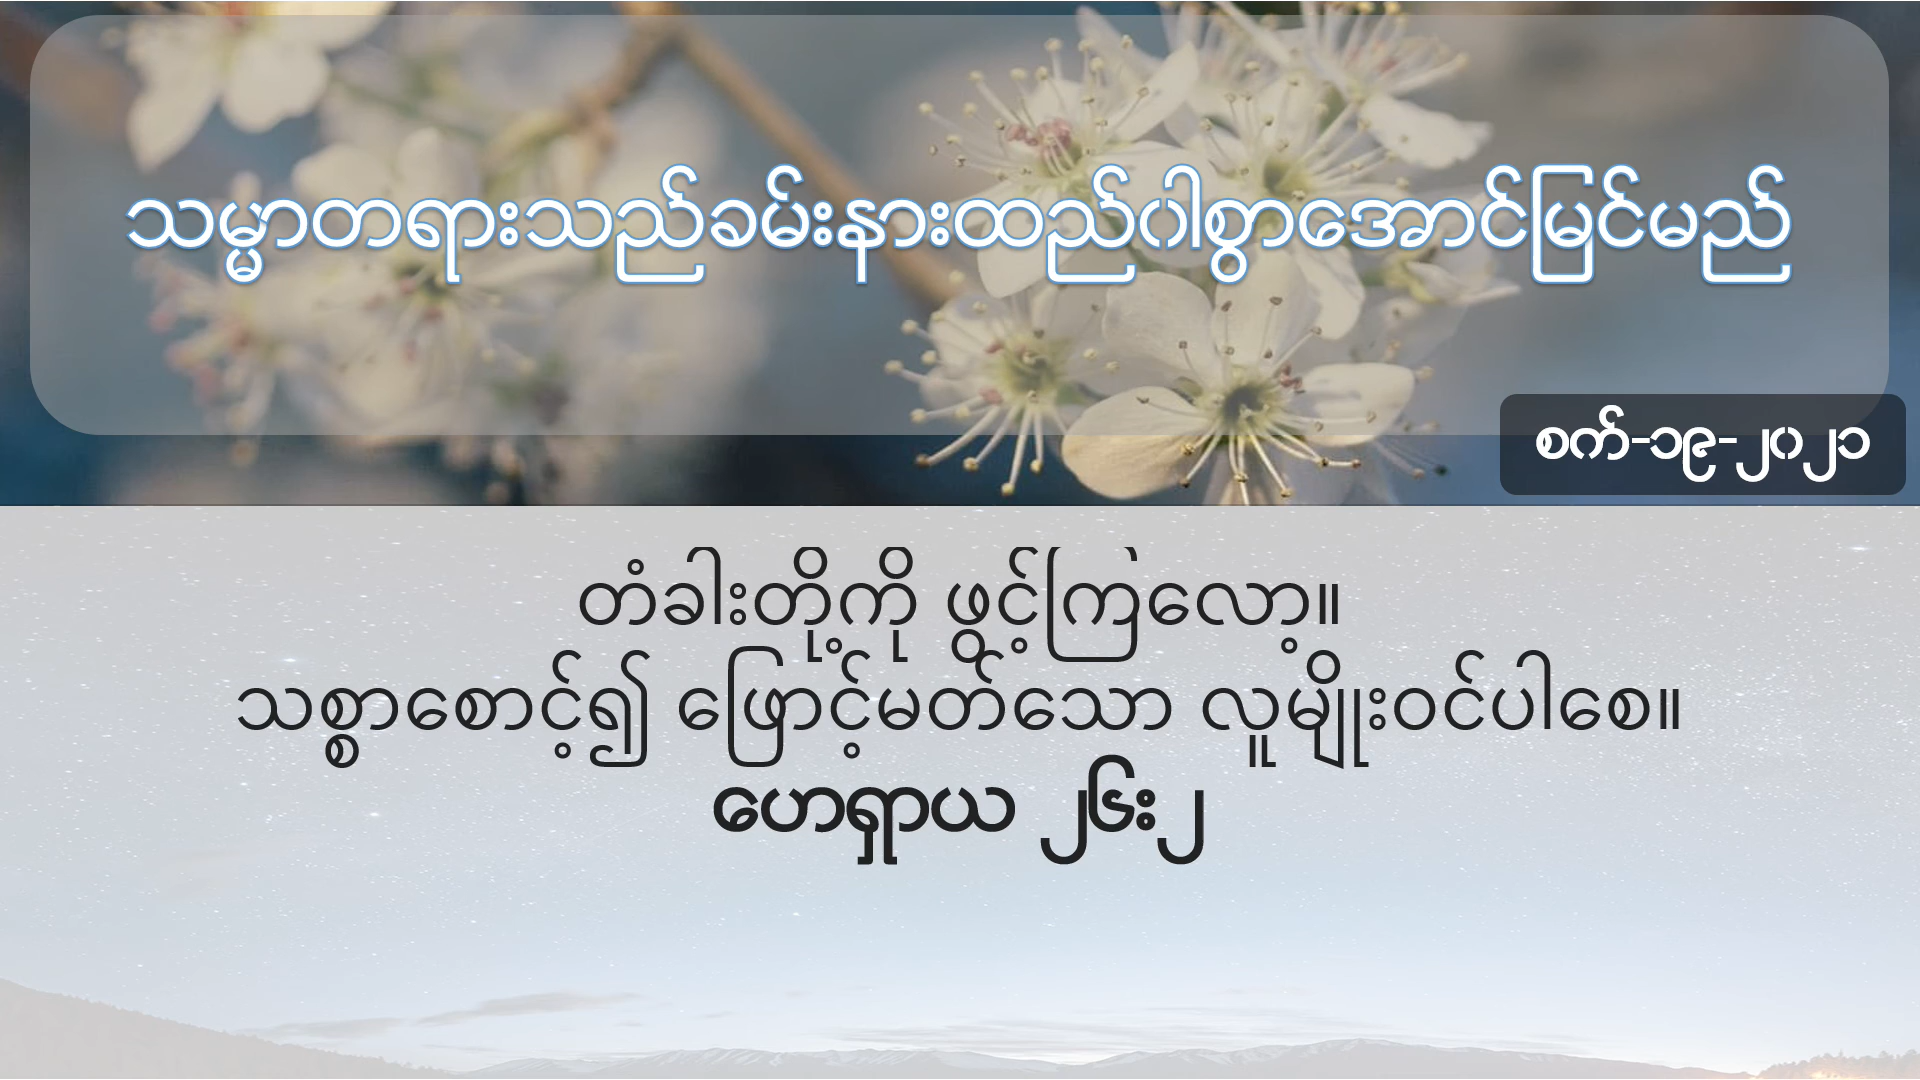 သမ္မာတရားသည်ခမ်းနားထည်ဂါစွာအောင်မြင်မည်
စက်-၁၉-၂၀၂၁
တံခါးတို့ကို ဖွင့်ကြလော့။
သစ္စာစောင့်၍ ဖြောင့်မတ်သော လူမျိုးဝင်ပါစေ။
ဟေရှာယ ၂၆း၂